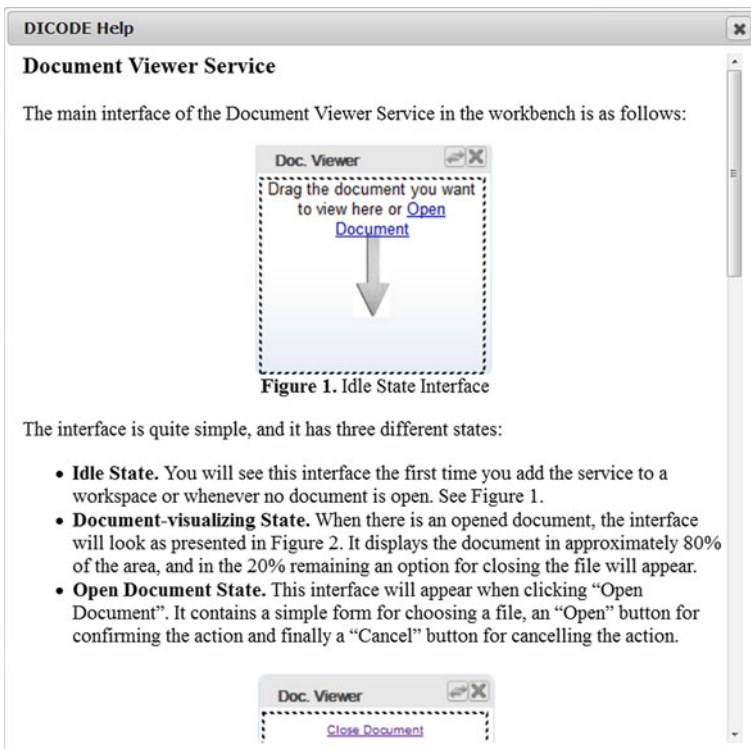 DICODE Help
Document Viewer Service
The main interface of the Document Viewer Service in the workbench is as follows:
Doc. Viewer
Drag the document you want
to view here or Open
Document
Figure 1. Idle State Interface
The interface is quite simple, and it has three different states:
• Idle State. You will see this interface the first time you add the service to a
workspace or whenever no document is open. See Figure 1.
• Document-visualizing State. When there is an opened document, the interface
will look as presented in Figure 2. It displays the document in approximately 80%
of the area, and in the 20% remaining an option for closing the file will appear.
• Open Document State. This interface will appear when clicking “Open
Document”. It contains a simple form for choosing a file, an “Open” button for
confirming the action and finally a “Cancel” button for cancelling the action.
Doc. Viewer
Close Document